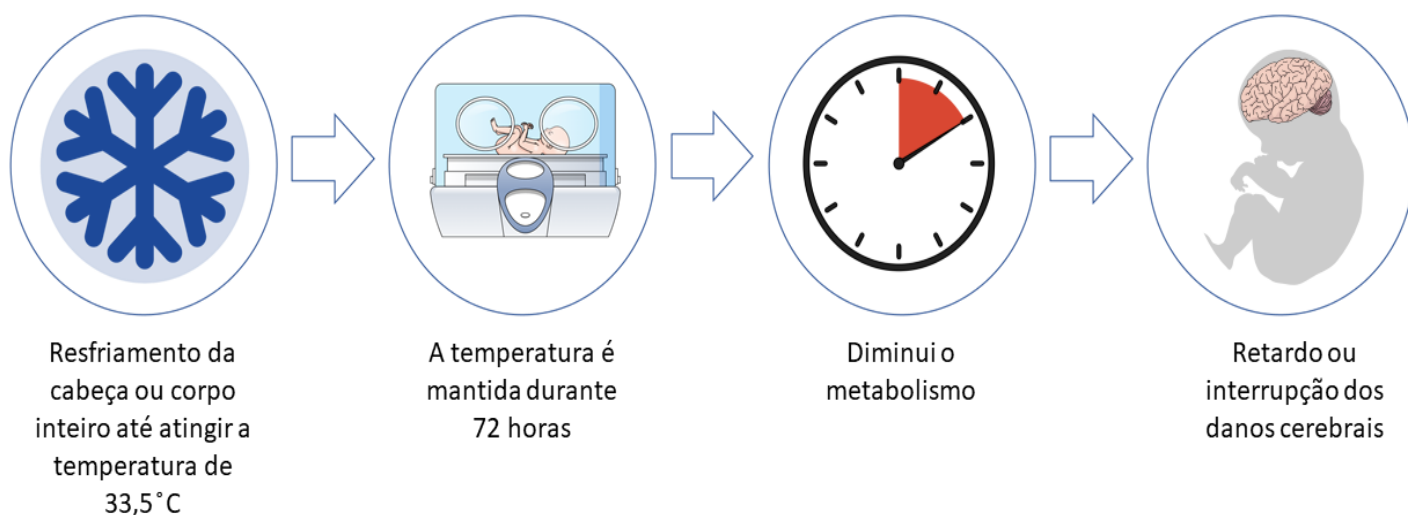 Resfriamento da
cabeça ou corpo
inteiro até atingir a
temperatura de
33,5˚C
A temperatura é
mantida durante
72 horas
Diminui o
metabolismo
Retardo ou
interrupção dos
danos cerebrais